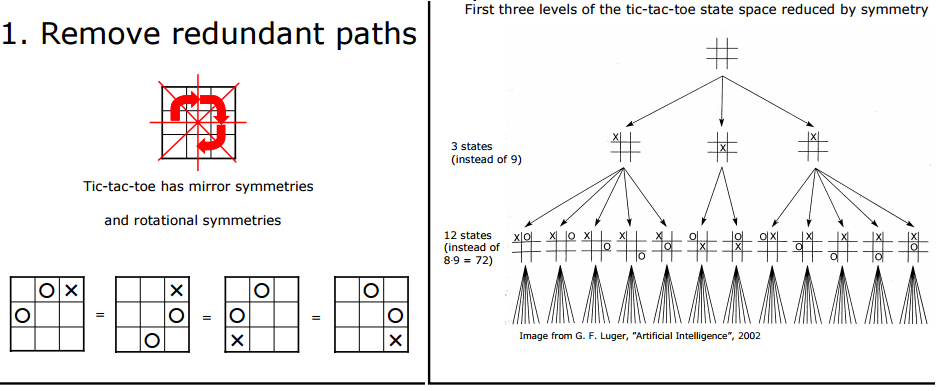 1. Remove redundant paths
Tic-tac-toe has mirror symmetries
and rotational symmetries
O X
O
=
X
O
O
=
O
O
X
=
O
O
X
First three levels of the tic-tac-toe state space reduced by symmetry
3 states
(instead of 9)
X
X
X
12 states
(instead of
8·9 = 72)
X O
X O
X
O
X
O
X
O
O
X
O
X
O X
X
O
X
O
X
O
X
O
Image from G. F. Luger, ”Artificial Intelligence”, 2002